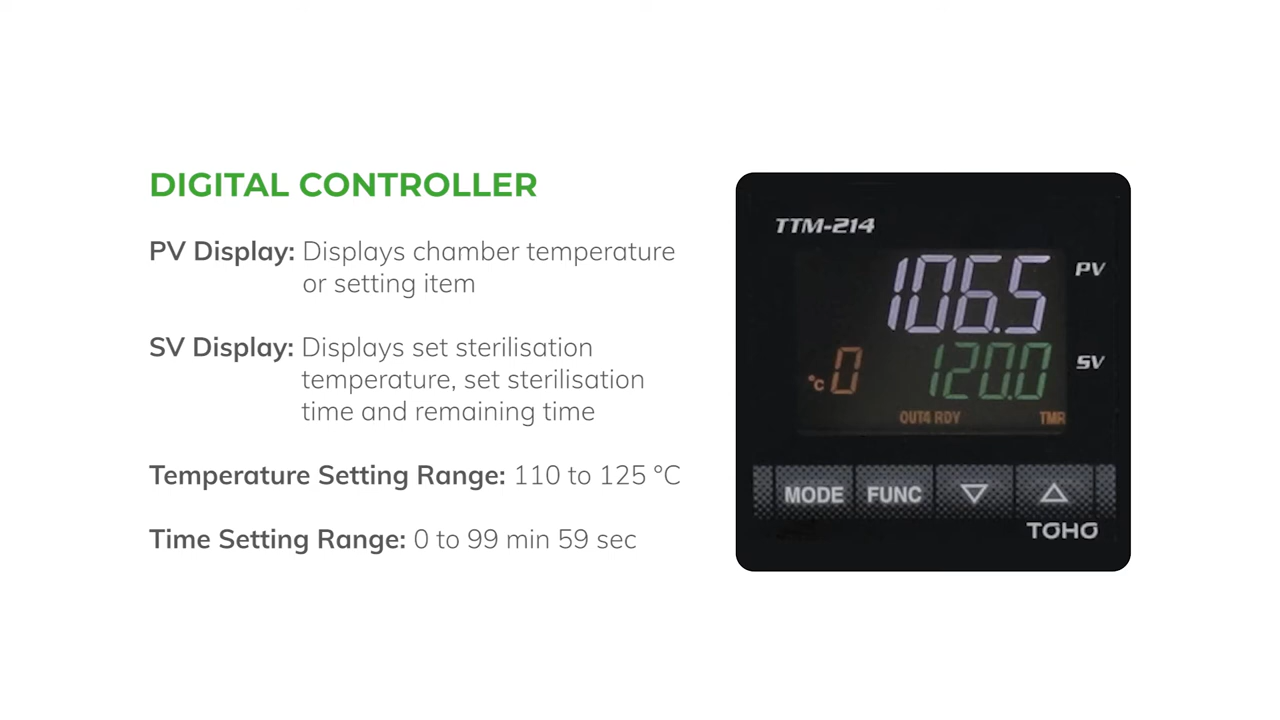 DIGITAL CONTROLLER
PV Display: Displays chamber temperature
or setting item
SV Display: Displays set sterilisation
temperature, set sterilisation
time and remaining time
Temperature Setting Range: 110 to 125 °C
Time Setting Range: 0 to 99 min 59 sec
TTM-214
106.5 PV
°C 0 120.0 SV
OUT4 RDY TMR
MODE FUNC ▽ △
TOHO